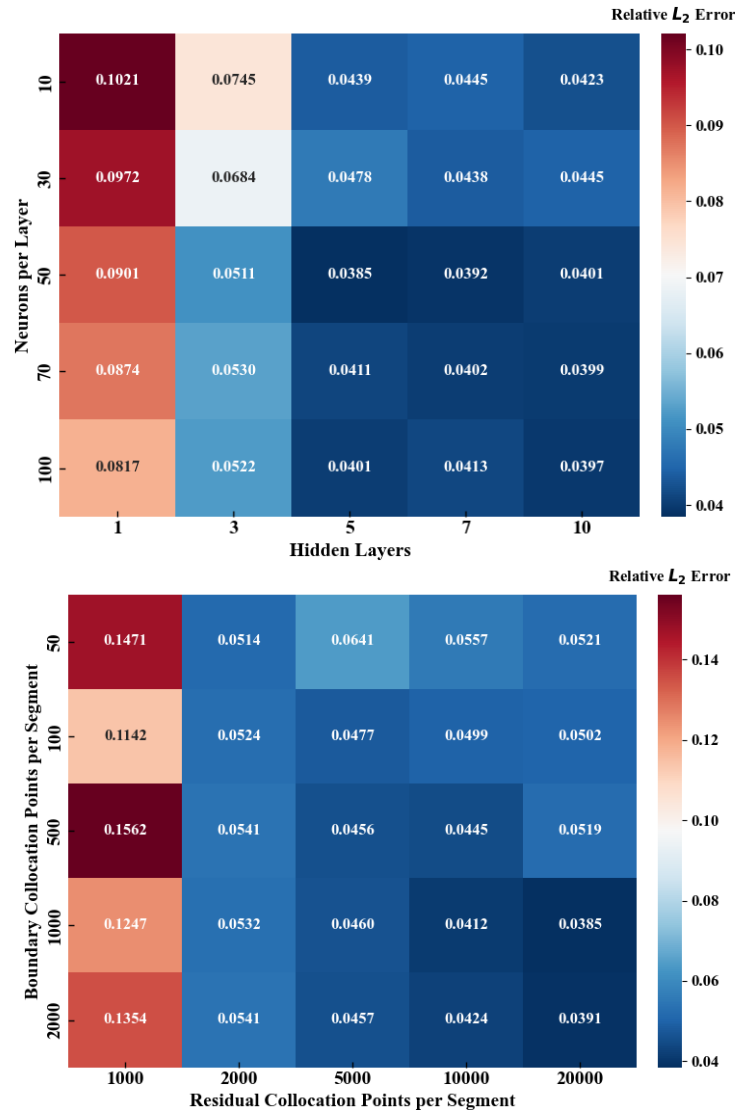 Relative L₂ Error
10 0.1021 0.0745 0.0439 0.0445 0.0423 0.10
0.09
30 0.0972 0.0684 0.0478 0.0438 0.0445
0.08
50 0.0901 0.0511 0.0385 0.0392 0.0401
0.07
Neurons per Layer
0.06
70 0.0874 0.0530 0.0411 0.0402 0.0399
0.05
100 0.0817 0.0522 0.0401 0.0413 0.0397
0.04
1 3 5 7 10
Hidden Layers
Relative L₂ Error
50 0.1471 0.0514 0.0641 0.0557 0.0521
0.14
100 0.1142 0.0524 0.0477 0.0499 0.0502
0.12
0.10
500 0.1562 0.0541 0.0456 0.0445 0.0519
Boundary Collocation Points per Segment
0.08
1000 0.1247 0.0532 0.0460 0.0412 0.0385
0.06
2000 0.1354 0.0541 0.0457 0.0424 0.0391
0.04
1000 2000 5000 10000 20000
Residual Collocation Points per Segment